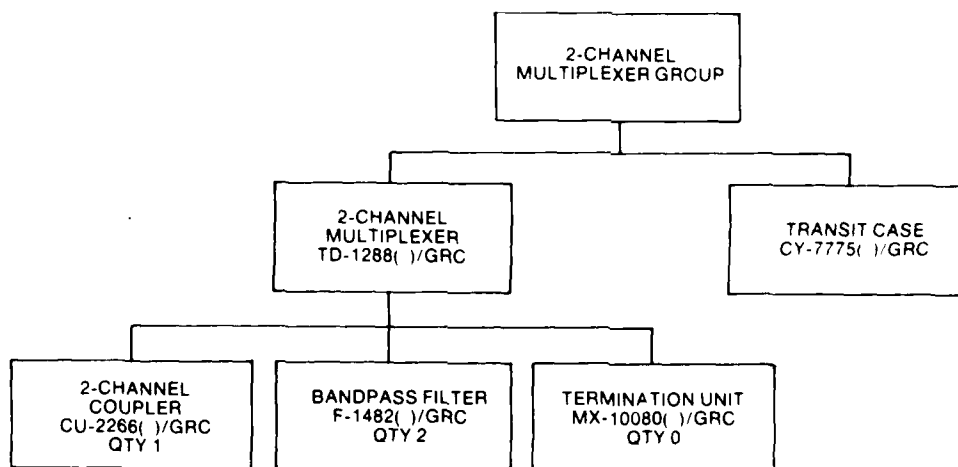 2-CHANNEL
MULTIPLEXER GROUP
2-CHANNEL
MULTIPLEXER
TD-1288( )/GRC
TRANSIT CASE
CY-7775( )/GRC
2-CHANNEL
COUPLER
CU-2266( )/GRC
QTY 1
BANDPASS FILTER
F-1482( )/GRC
QTY 2
TERMINATION UNIT
MX-10080( )/GRC
QTY 0